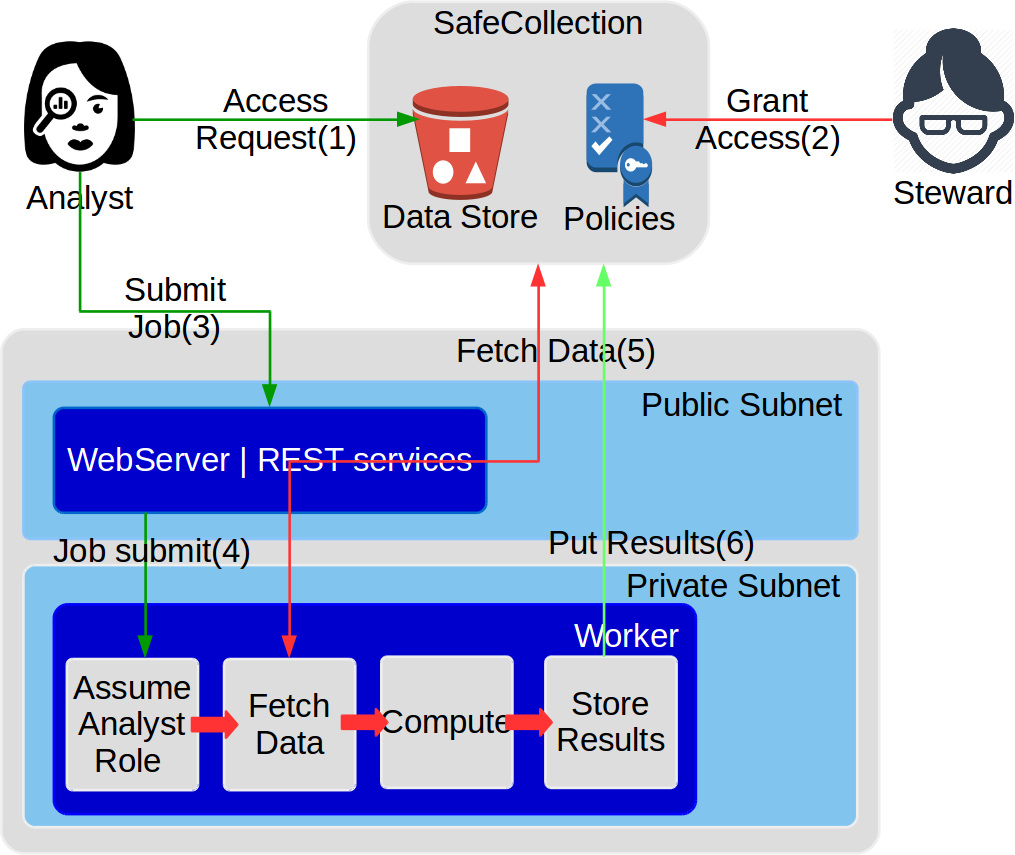 SafeCollection
Access
Request(1)
Grant
Access(2)
Analyst
Data Store
Policies
Steward
Submit
Job(3)
Fetch Data(5)
Public Subnet
WebServer | REST services
Job submit(4)
Put Results(6)
Private Subnet
Worker
Assume
Analyst
Role
Fetch
Data
Compute
Store
Results